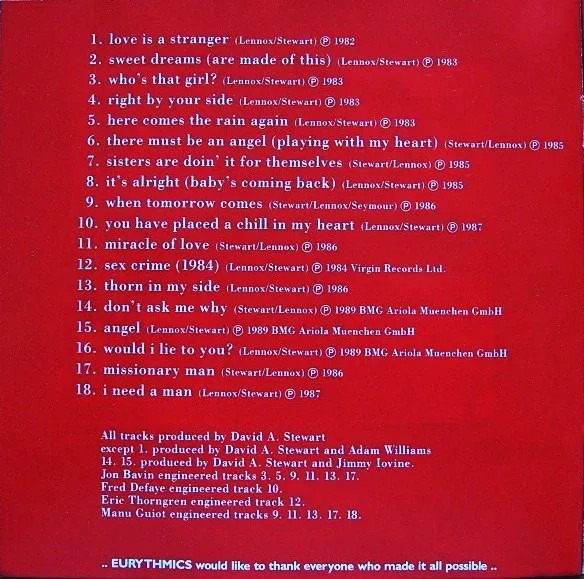 1. love is a stranger (Lennox/Stewart) ℗ 1982
2. sweet dreams (are made of this) (Lennox/Stewart) ℗ 1983
3. who's that girl? (Lennox/Stewart) ℗ 1983
4. right by your side (Lennox/Stewart) ℗ 1983
5. here comes the rain again (Lennox/Stewart) ℗ 1983
6. there must be an angel (playing with my heart) (Stewart/Lennox) ℗ 1985
7. sisters are doin' it for themselves (Stewart/Lennox) ℗ 1985
8. it's alright (baby's coming back) (Lennox/Stewart) ℗ 1985
9. when tomorrow comes (Stewart/Lennox/Seymour) ℗ 1986
10. you have placed a chill in my heart (Lennox/Stewart) ℗ 1987
11. miracle of love (Stewart/Lennox) ℗ 1986
12. sex crime (1984) (Lennox/Stewart) ℗ 1984 Virgin Records Ltd.
13. thorn in my side (Lennox/Stewart) ℗ 1986
14. don't ask me why (Stewart/Lennox) ℗ 1989 BMG Ariola Muenchen GmbH
15. angel (Lennox/Stewart) ℗ 1989 BMG Ariola Muenchen GmbH
16. would i lie to you? (Lennox/Stewart) ℗ 1989 BMG Ariola Muenchen GmbH
17. missionary man (Stewart/Lennox) ℗ 1986
18. i need a man (Lennox/Stewart) ℗ 1987
All tracks produced by David A. Stewart
except 1. produced by David A. Stewart and Adam Williams
14. 15. produced by David A. Stewart and Jimmy Iovine.
Jon Bavin engineered tracks 3. 5. 9. 11. 13. 17.
Fred Defaye engineered track 10.
Eric Thorngren engineered track 12.
Manu Guiot engineered tracks 9. 11. 13. 17. 18.
.. EURYTHMICS would like to thank everyone who made it all possible ..